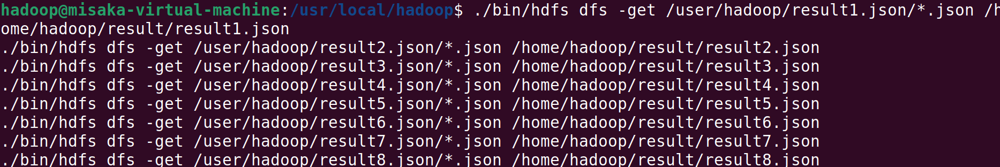 hadoop@misaka-virtual-machine:/usr/local/hadoop$ ./bin/hdfs dfs -get /user/hadoop/result1.json/*.json /h
ome/hadoop/result/result1.json
./bin/hdfs dfs -get /user/hadoop/result2.json/*.json /home/hadoop/result/result2.json
./bin/hdfs dfs -get /user/hadoop/result3.json/*.json /home/hadoop/result/result3.json
./bin/hdfs dfs -get /user/hadoop/result4.json/*.json /home/hadoop/result/result4.json
./bin/hdfs dfs -get /user/hadoop/result5.json/*.json /home/hadoop/result/result5.json
./bin/hdfs dfs -get /user/hadoop/result6.json/*.json /home/hadoop/result/result6.json
./bin/hdfs dfs -get /user/hadoop/result7.json/*.json /home/hadoop/result/result7.json
./bin/hdfs dfs -get /user/hadoop/result8.json/*.json /home/hadoop/result/result8.json